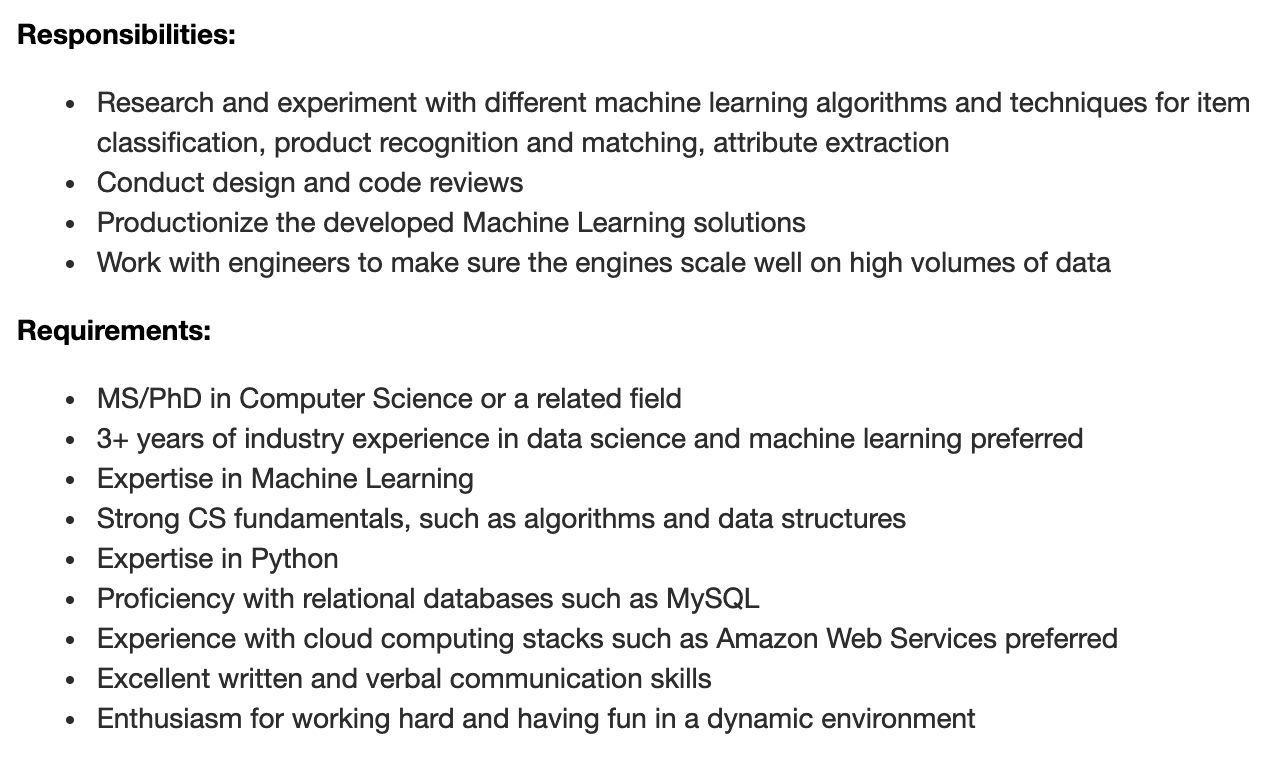 Responsibilities:
• Research and experiment with different machine learning algorithms and techniques for item
classification, product recognition and matching, attribute extraction
• Conduct design and code reviews
• Productionize the developed Machine Learning solutions
• Work with engineers to make sure the engines scale well on high volumes of data
Requirements:
• MS/PhD in Computer Science or a related field
• 3+ years of industry experience in data science and machine learning preferred
• Expertise in Machine Learning
• Strong CS fundamentals, such as algorithms and data structures
• Expertise in Python
• Proficiency with relational databases such as MySQL
• Experience with cloud computing stacks such as Amazon Web Services preferred
• Excellent written and verbal communication skills
• Enthusiasm for working hard and having fun in a dynamic environment